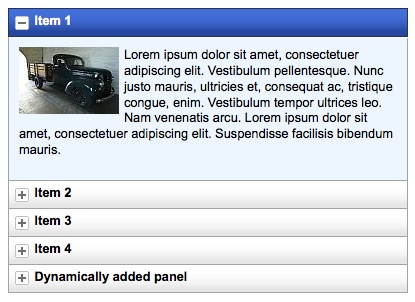 Item 1
Lorem ipsum dolor sit amet, consectetuer
adipiscing elit. Vestibulum pellentesque. Nunc
justo mauris, ultricies et, consequat ac, tristique
congue, enim. Vestibulum tempor ultrices leo.
Nam venenatis arcu. Lorem ipsum dolor sit
amet, consectetuer adipiscing elit. Suspendisse facilisis bibendum
mauris.
Item 2
Item 3
Item 4
Dynamically added panel